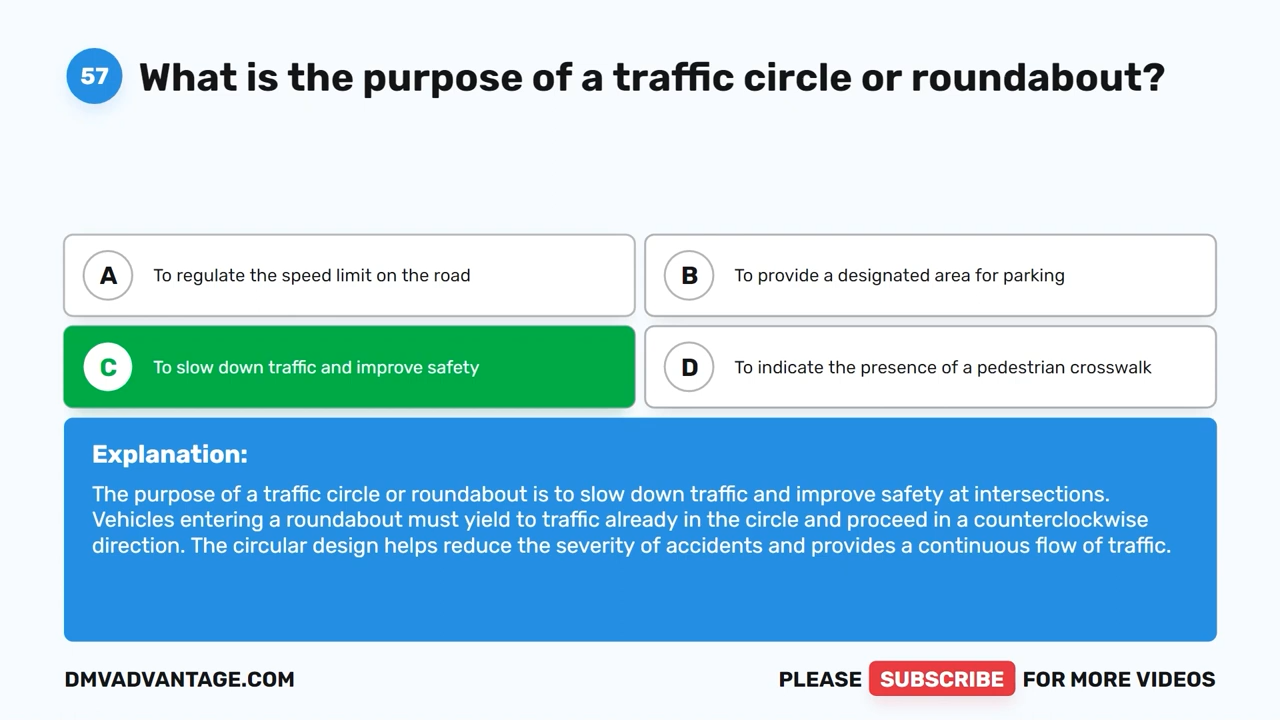 57 What is the purpose of a traffic circle or roundabout?
A To regulate the speed limit on the road
B To provide a designated area for parking
C To slow down traffic and improve safety
D To indicate the presence of a pedestrian crosswalk
Explanation:
The purpose of a traffic circle or roundabout is to slow down traffic and improve safety at intersections.
Vehicles entering a roundabout must yield to traffic already in the circle and proceed in a counterclockwise
direction. The circular design helps reduce the severity of accidents and provides a continuous flow of traffic.
DMVADVANTAGE.COM
PLEASE SUBSCRIBE FOR MORE VIDEOS